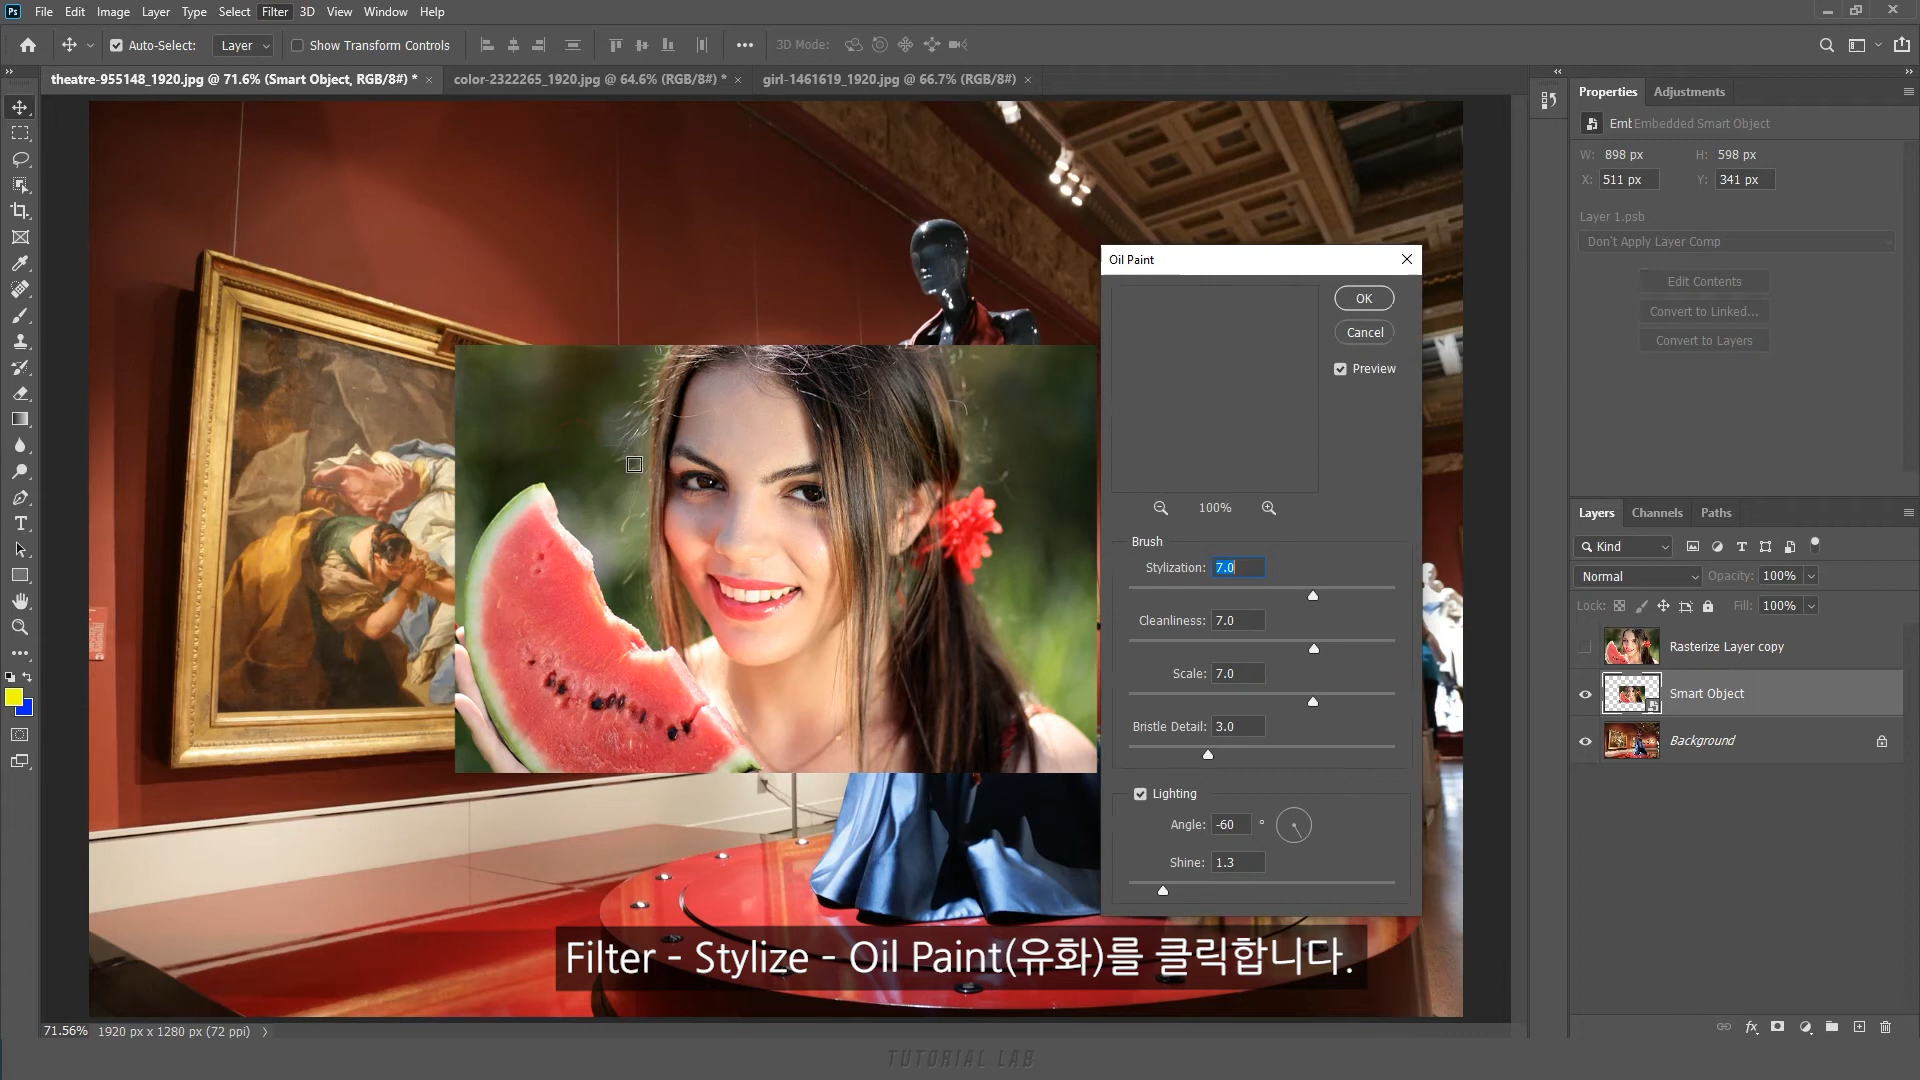 Ps File Edit Image Layer Type Select Filter 3D View Window Help
Auto-Select: Layer Show Transform Controls ••• 3D Mode:
theatre-955148_1920.jpg @ 71.6% (Smart Object, RGB/8#) * × color-2322265_1920.jpg @ 64.6% (RGB/8#) * × girl-1461619_1920.jpg @ 66.7% (RGB/8#) ×
Properties Adjustments
Embedded Smart Object
W: 898 px H: 598 px
X: 511 px Y: 341 px
Layer 1.psb
Don't Apply Layer Comp
Edit Contents
Convert to Linked...
Convert to Layers
Oil Paint
OK
Cancel
Preview
100%
Brush
Stylization: 7.0
Cleanliness: 7.0
Scale: 7.0
Bristle Detail: 3.0
Lighting
Angle: -60 °
Shine: 1.3
Layers Channels Paths
Kind
Normal Opacity: 100%
Lock: Fill: 100%
Rasterize Layer copy
Smart Object
Background
Filter - Stylize - Oil Paint(유화)를 클릭합니다.
71.56% 1920 px x 1280 px (72 ppi)
TUTORIAL LAB